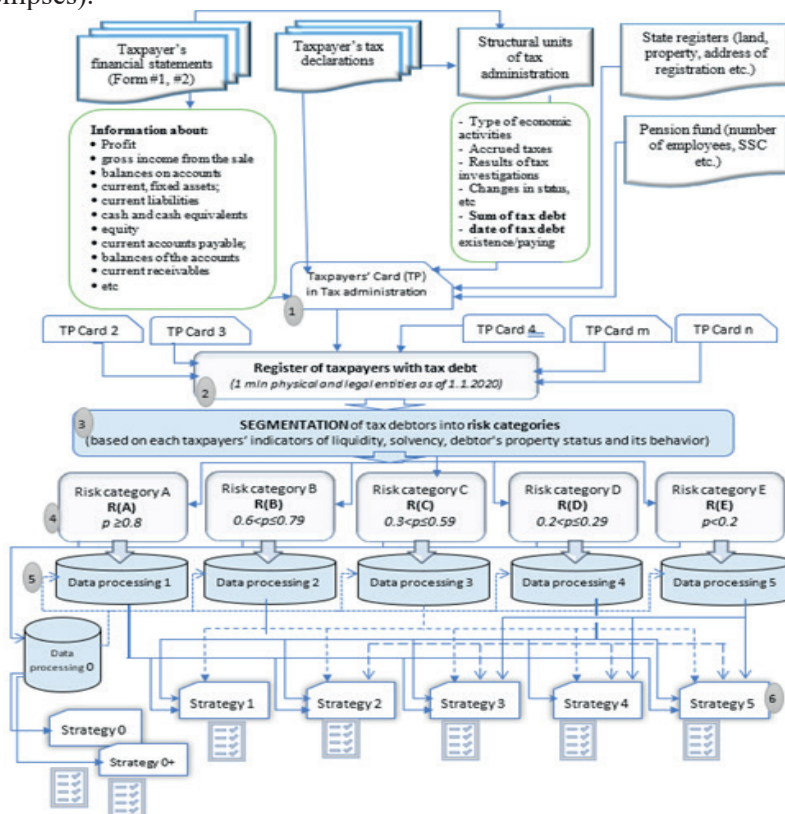 Taxpayer's
financial statements
(Form #1, #2)
Taxpayer's tax
declarations
Structural units
of tax
administration
State registers (land,
property, address of
registration etc.)
Information about:
• Profit
• gross income from the sale
• balances on accounts
• current, fixed assets;
• current liabilities
• cash and cash equivalents
• equity
• current accounts payable;
• balances of the accounts
• current receivables
• etc
- Type of economic
activities
- Accrued taxes
- Results of tax
investigations
- Changes in status,
etc
- Sum of tax debt
- date of tax debt
existence/paying
Pension fund (number
of employees, SSC
etc.)
Taxpayers' Card (TP)
in Tax administration
1
TP Card 2
TP Card 3
TP Card 4
TP Card m
TP Card n
Register of taxpayers with tax debt
(1 mln physical and legal entities as of 1.1.2020)
2
3
SEGMENTATION of tax debtors into risk categories
(based on each taxpayers' indicators of liquidity, solvency, debtor's property status and its behavior)
4
Risk category A
R(A)
p ≥0.8
Risk category B
R(B)
0.6<p≤0.79
Risk category C
R(C)
0.3<p≤0.59
Risk category D
R(D)
0.2<p≤0.29
Risk category E
R(E)
p<0.2
5
Data processing 1
Data processing 2
Data processing 3
Data processing 4
Data processing 5
Data
processing 0
Strategy 1
Strategy 2
Strategy 3
Strategy 4
Strategy 5
6
Strategy 0
Strategy 0+